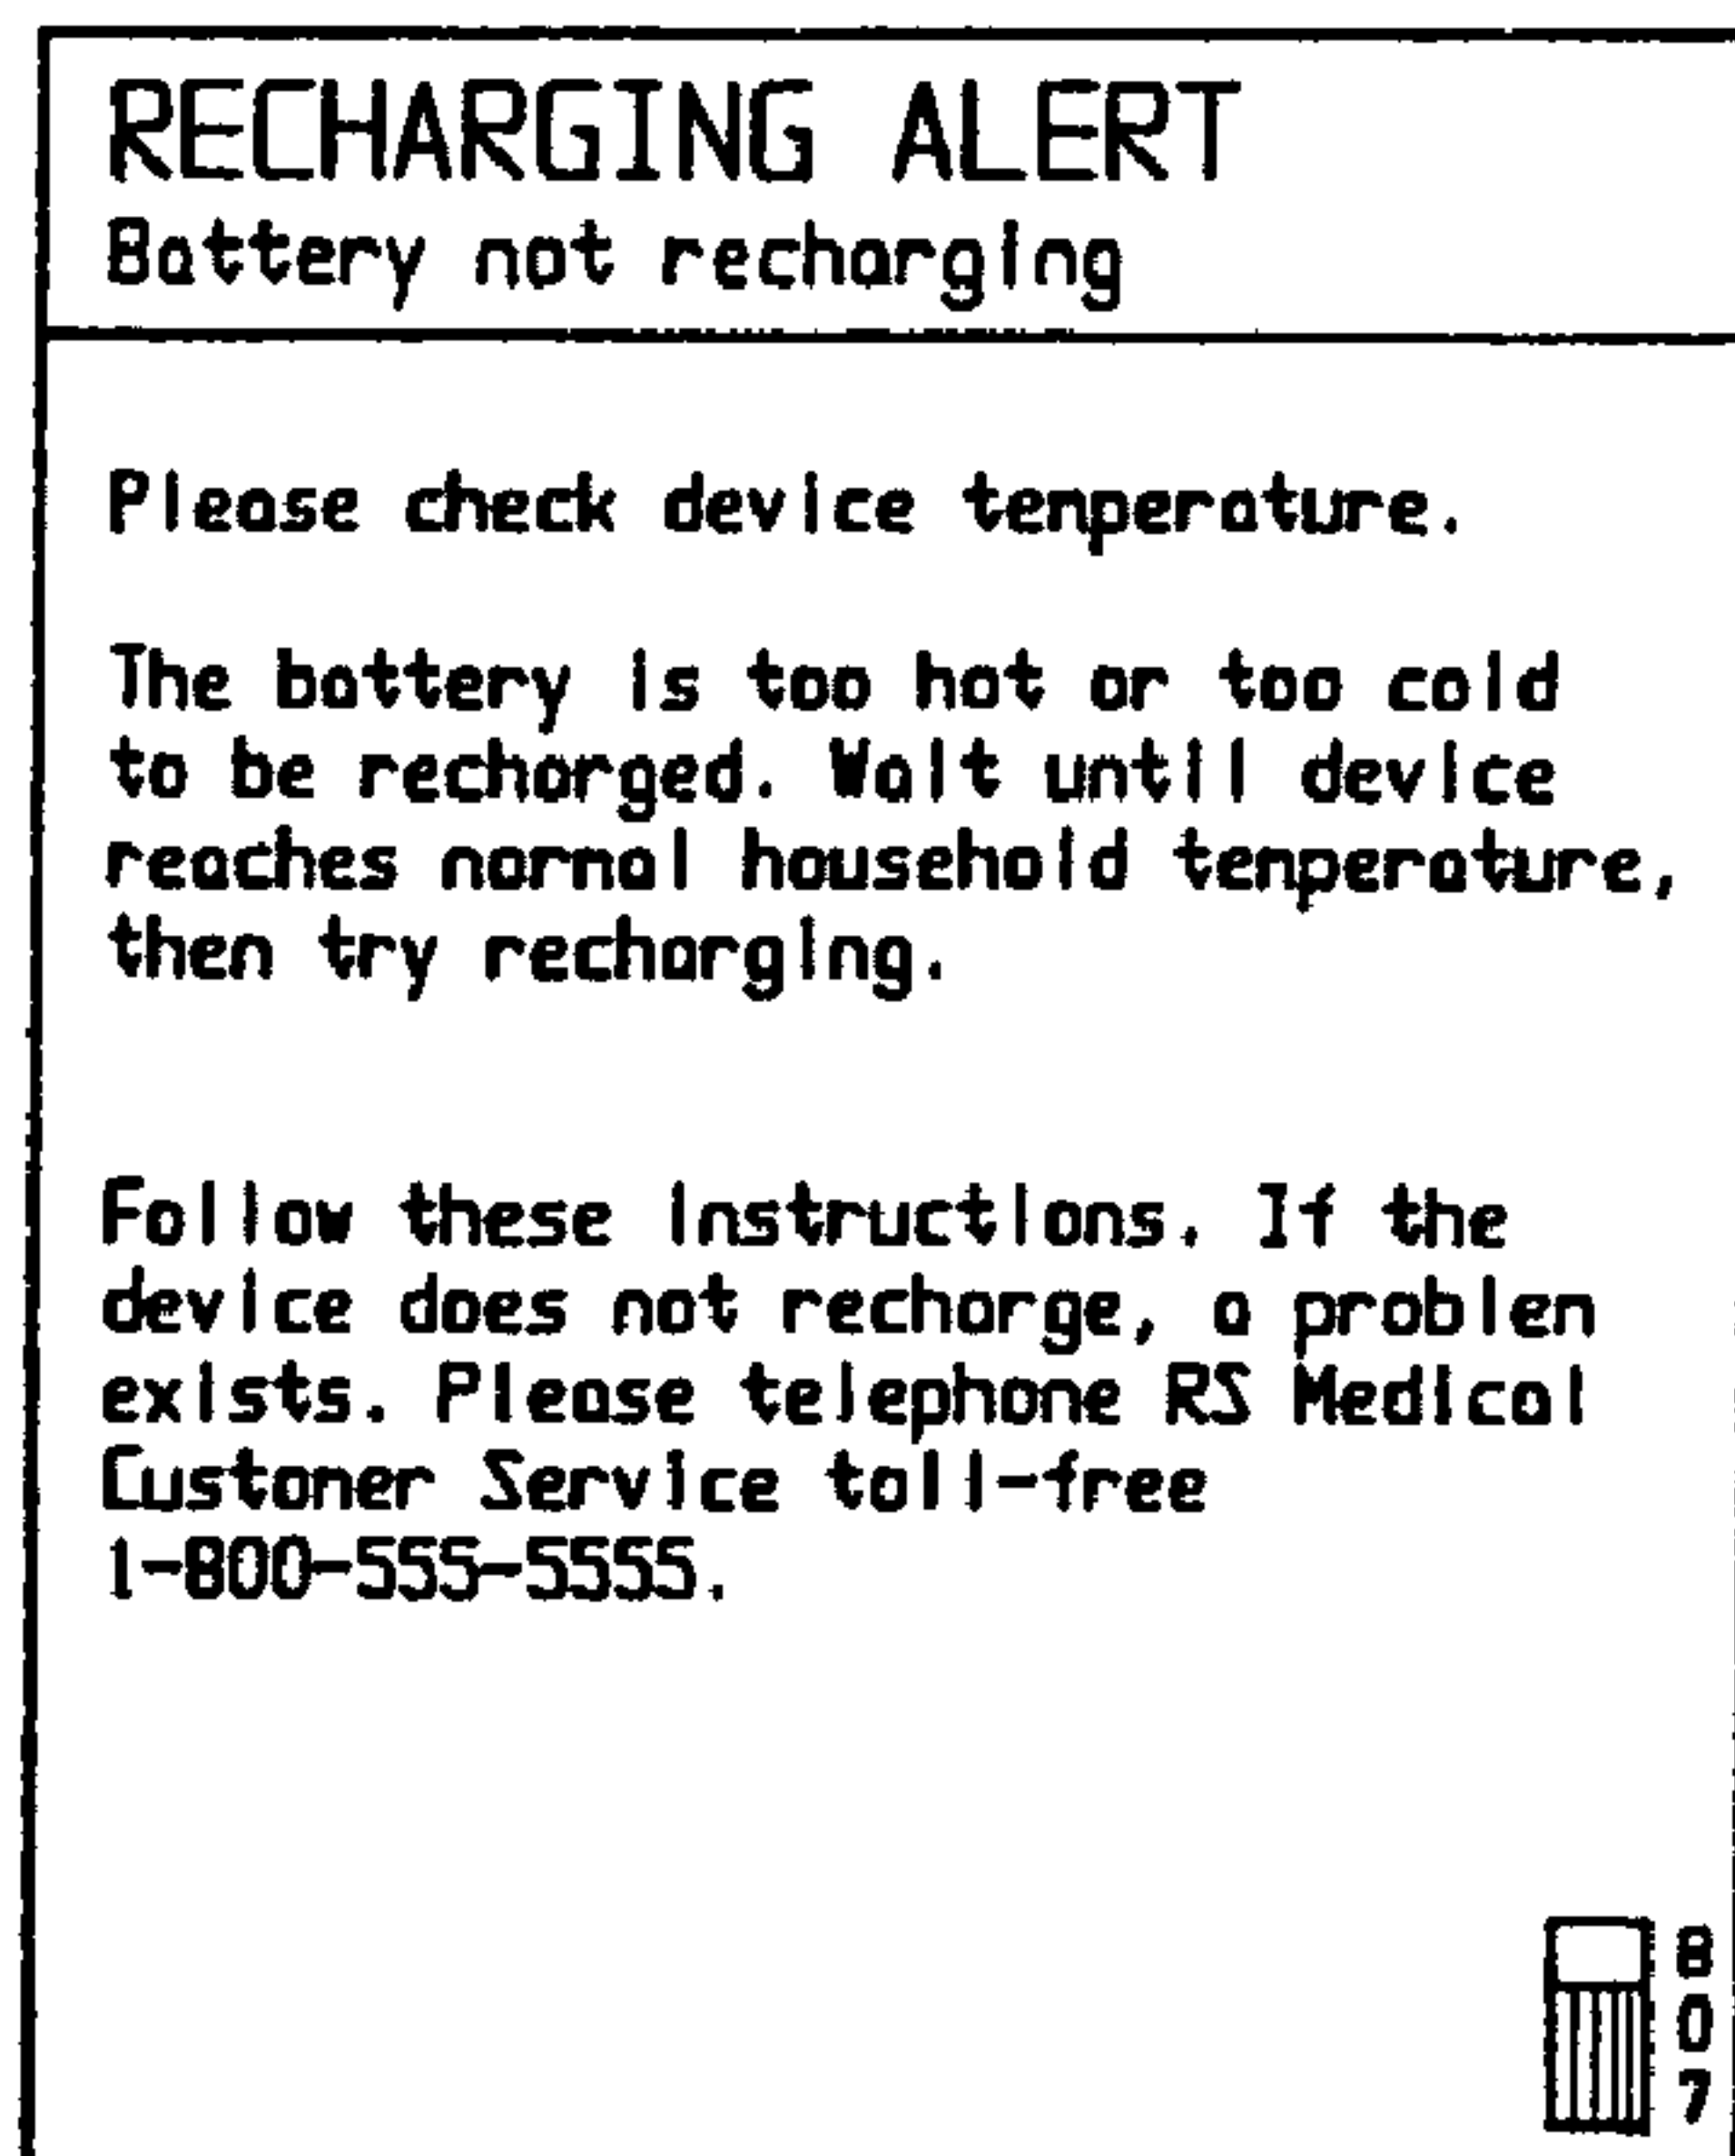 RECHARGING ALERT
Battery not recharging
Please check device temperature.
The battery is too hot or too cold
to be recharged. Wait until device
reaches normal household temperature,
then try recharging.
Follow these instructions. If the
device does not recharge, a problem
exists. Please telephone RS Medical
Customer Service toll-free
1-800-555-5555.
807